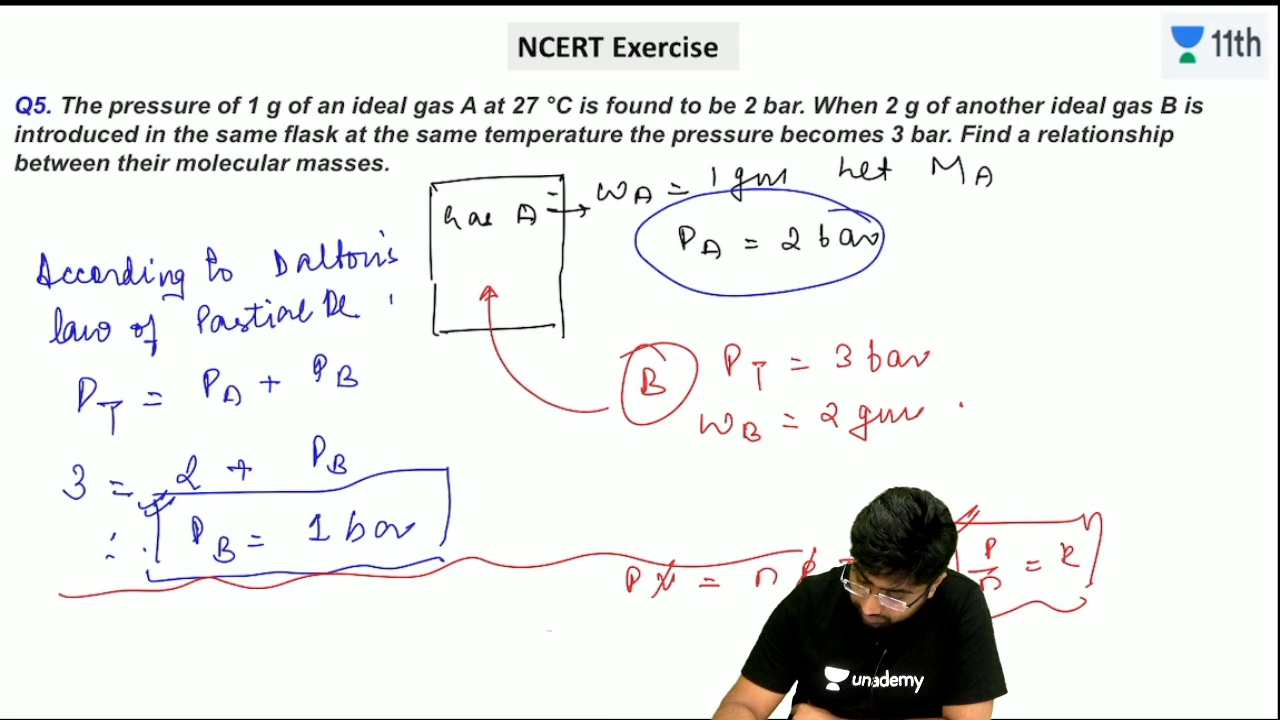 NCERT Exercise
11th
Q5. The pressure of 1 g of an ideal gas A at 27 °C is found to be 2 bar. When 2 g of another ideal gas B is
introduced in the same flask at the same temperature the pressure becomes 3 bar. Find a relationship
between their molecular masses.
Gas A → WA = 1 gm Let MA
PA = 2 bar
According to Dalton's
law of Partial Pr.
PT = PA + PB
3 = 2 + PB
∴ PB = 1 bar
B PT = 3 bar
WB = 2 gm
PV = n
P/n = k
unacademy